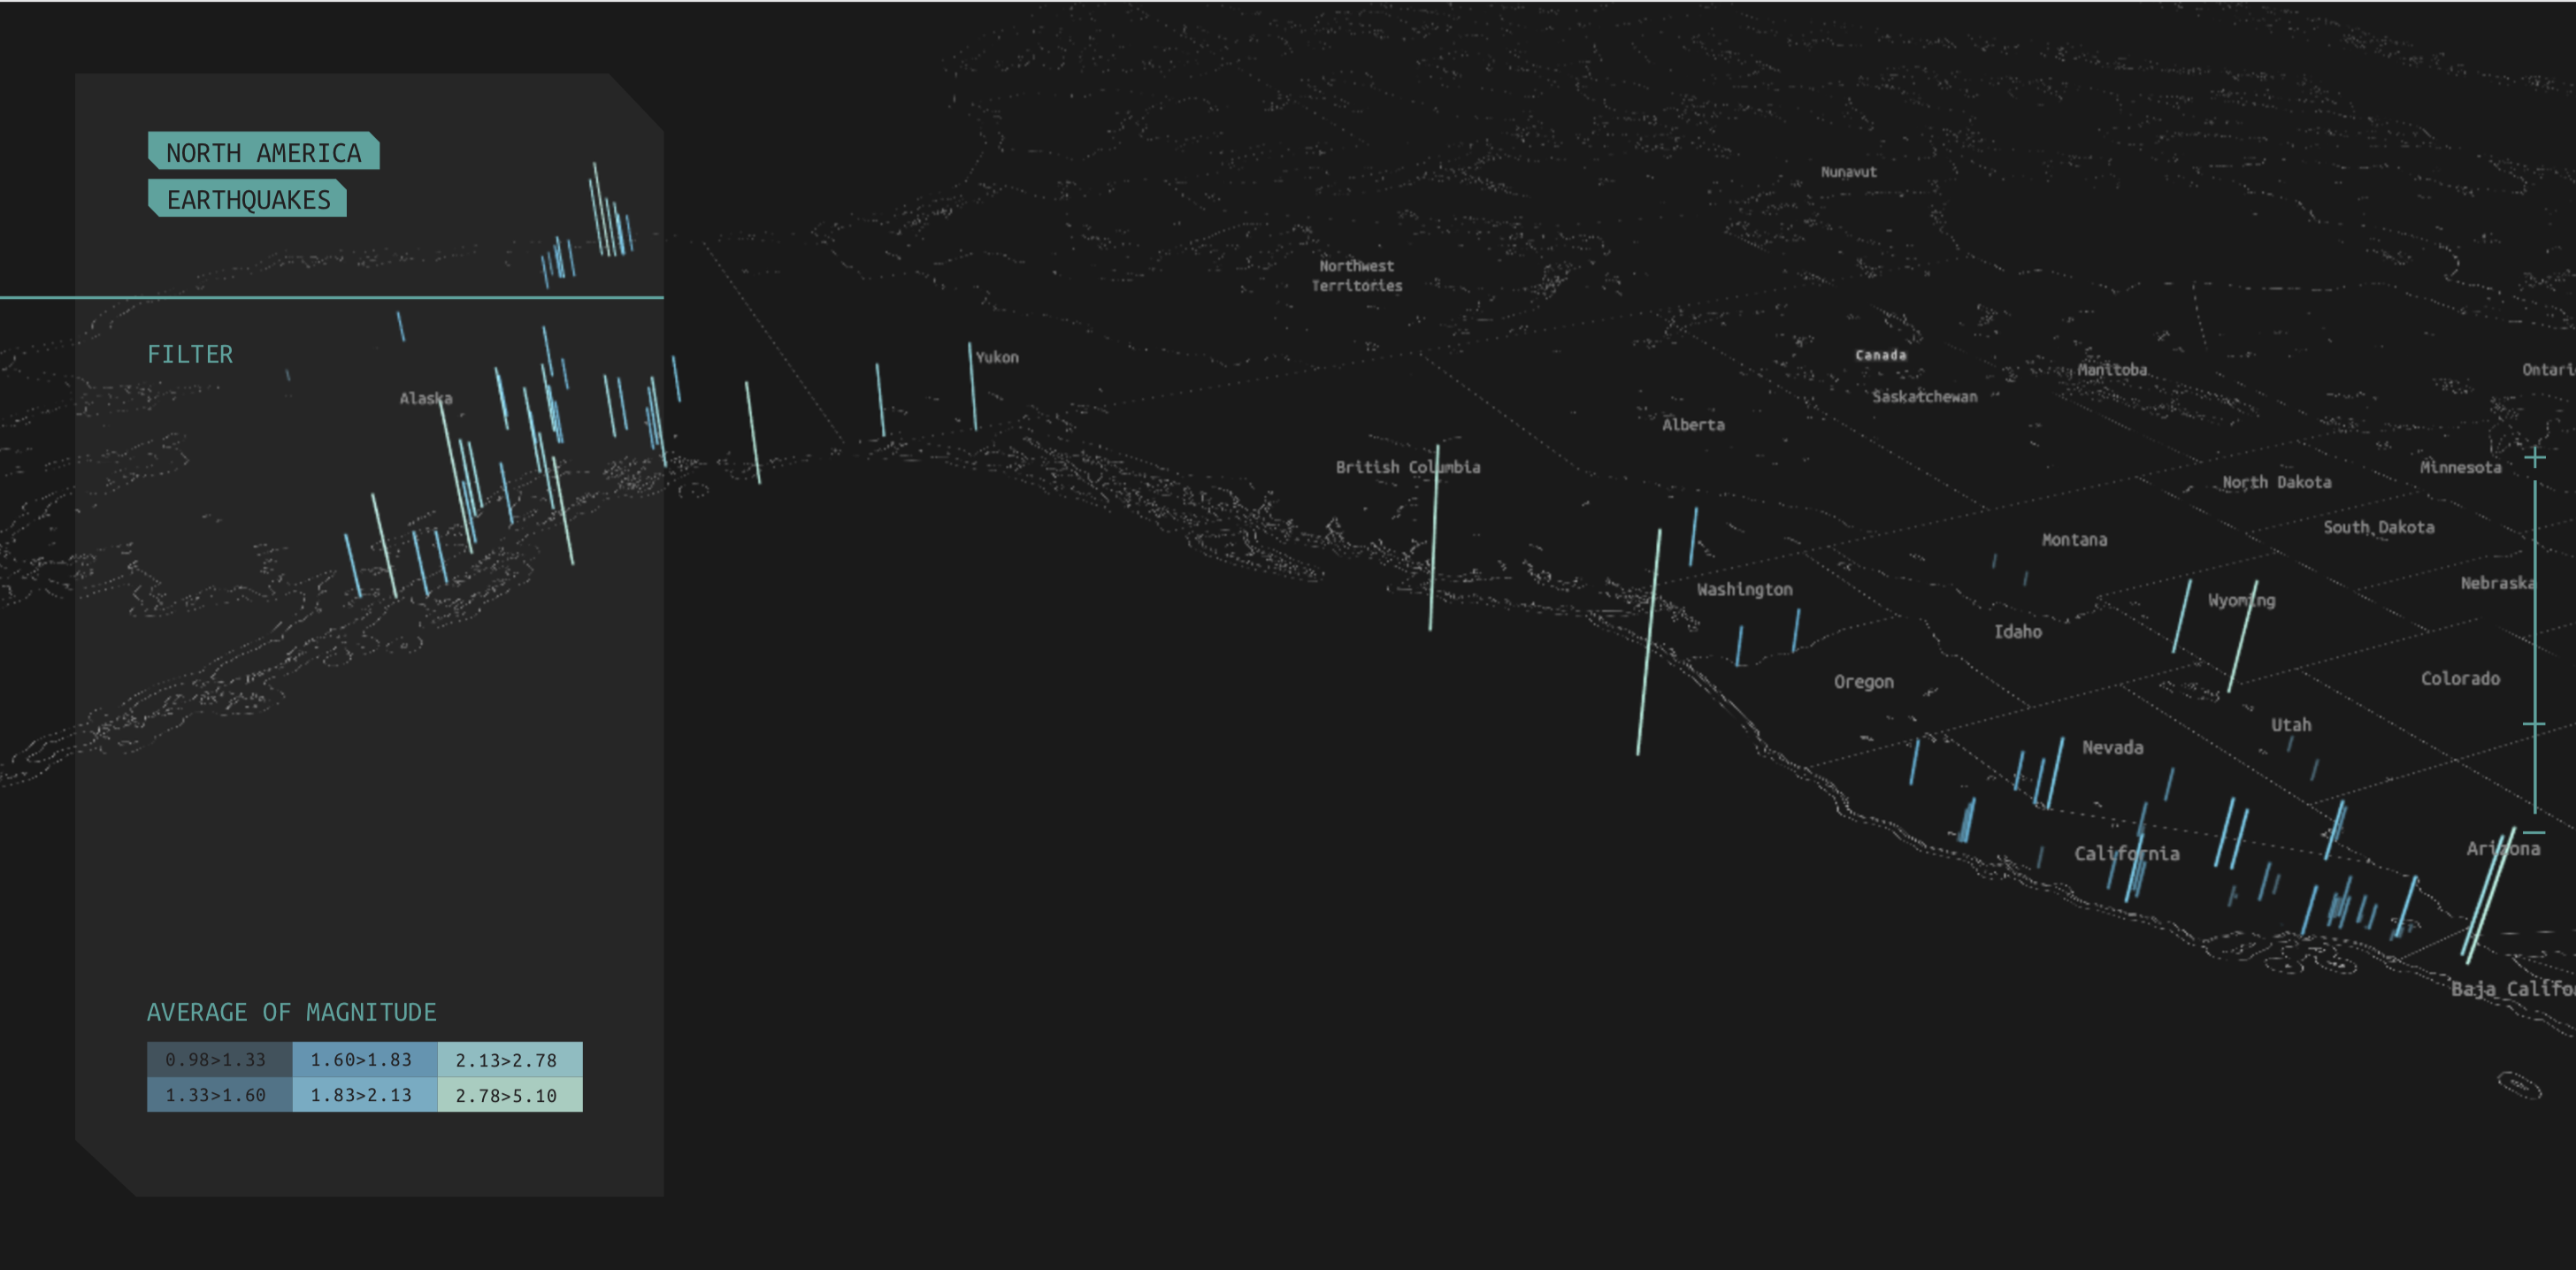 NORTH AMERICA
EARTHQUAKES
FILTER
Alaska
Yukon
Northwest
Territories
Nunavut
Canada
Saskatchewan
Manitoba
Alberta
British Columbia
North Dakota
Minnesota
South Dakota
Montana
Washington
Nebraska
Wyoming
Idaho
Oregon
Colorado
Utah
Nevada
California
Arizona
Baja Califo
Ontari
AVERAGE OF MAGNITUDE
0.98>1.33
1.60>1.83
2.13>2.78
1.33>1.60
1.83>2.13
2.78>5.10